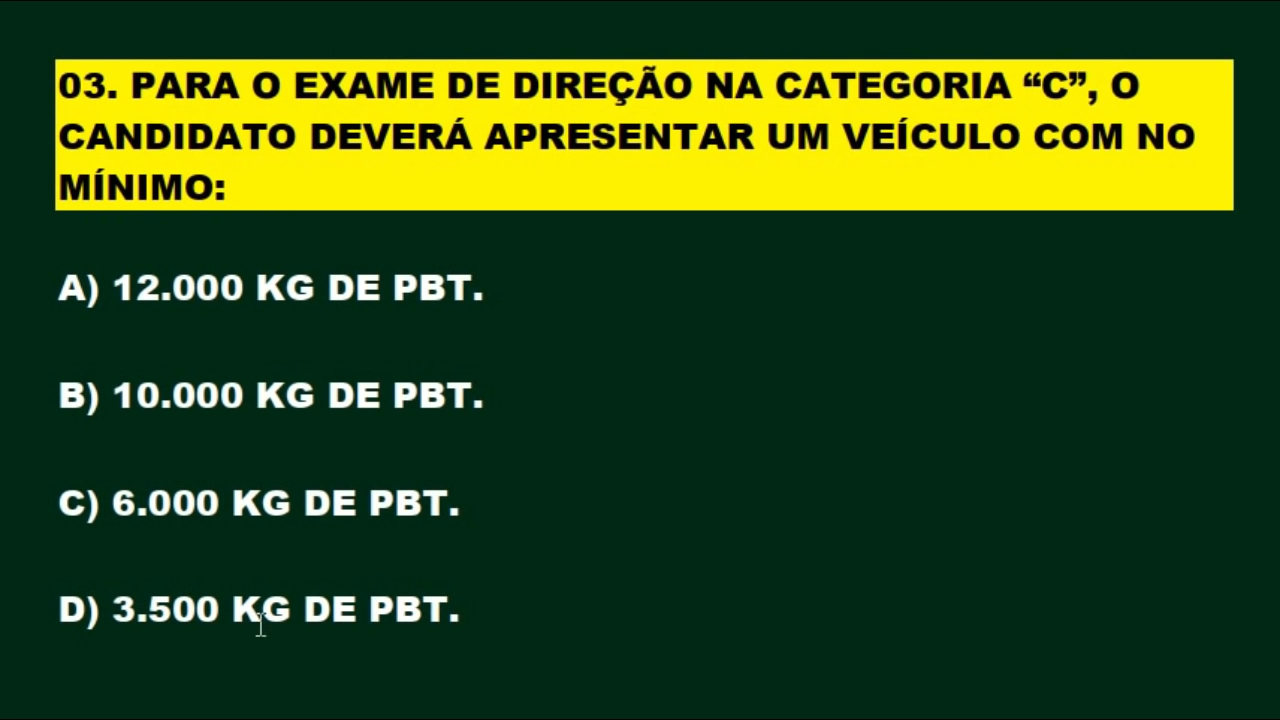 03. PARA O EXAME DE DIREÇÃO NA CATEGORIA “C”, O
CANDIDATO DEVERÁ APRESENTAR UM VEÍCULO COM NO
MÍNIMO:
A) 12.000 KG DE PBT.
B) 10.000 KG DE PBT.
C) 6.000 KG DE PBT.
D) 3.500 KG DE PBT.